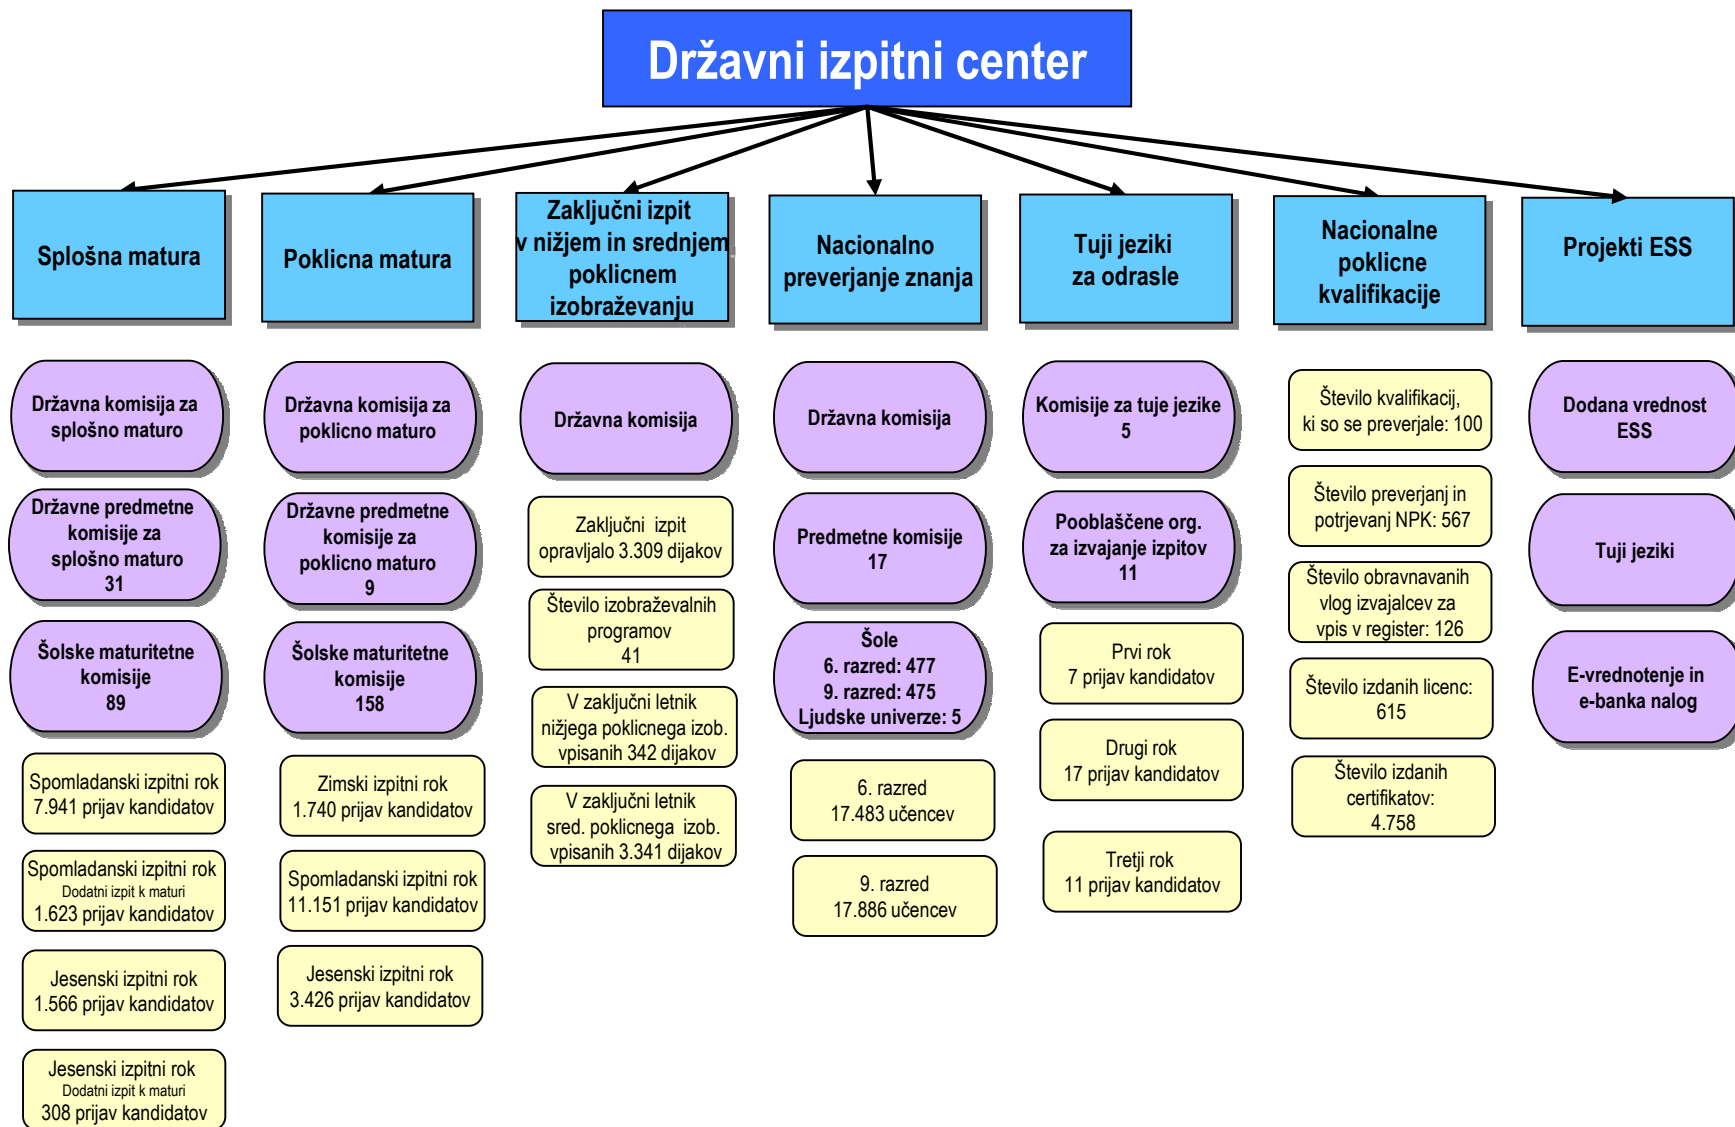 Državni izpitni center
Splošna matura
Poklicna matura
Zaključni izpit
v nižjem in srednjem
poklicnem
izobraževanju
Nacionalno
preverjanje znanja
Tuji jeziki
za odrasle
Nacionalne
poklicne
kvalifikacije
Projekti ESS
Državna komisija za
splošno maturo
Državne predmetne
komisije za
splošno maturo
31
Šolske maturitetne
komisije
89
Spomladanski izpitni rok
7.941 prijav kandidatov
Spomladanski izpitni rok
Dodatni izpit k maturi
1.623 prijav kandidatov
Jesenski izpitni rok
1.566 prijav kandidatov
Jesenski izpitni rok
Dodatni izpit k maturi
308 prijav kandidatov
Državna komisija za
poklicno maturo
Državne predmetne
komisije za
poklicno maturo
9
Šolske maturitetne
komisije
158
Zimski izpitni rok
1.740 prijav kandidatov
Spomladanski izpitni rok
11.151 prijav kandidatov
Jesenski izpitni rok
3.426 prijav kandidatov
Državna komisija
Zaključni izpit
opravljalo 3.309 dijakov
Število izobraževalnih
programov
41
V zaključni letnik
nižjega poklicnega izob.
vpisanih 342 dijakov
V zaključni letnik
sred. poklicnega izob.
vpisanih 3.341 dijakov
Državna komisija
Predmetne komisije
17
Šole
6. razred: 477
9. razred: 475
Ljudske univerze: 5
6. razred
17.483 učencev
9. razred
17.886 učencev
Komisije za tuje jezike
5
Pooblaščene org.
za izvajanje izpitov
11
Prvi rok
7 prijav kandidatov
Drugi rok
17 prijav kandidatov
Tretji rok
11 prijav kandidatov
Število kvalifikacij,
ki so se preverjale: 100
Število preverjanj in
potrjevanj NPK: 567
Število obravnavanih
vlog izvajalcev za
vpis v register: 126
Število izdanih licenc:
615
Število izdanih
certifikatov:
4.758
Dodana vrednost
ESS
Tuji jeziki
E-vrednotenje in
e-banka nalog